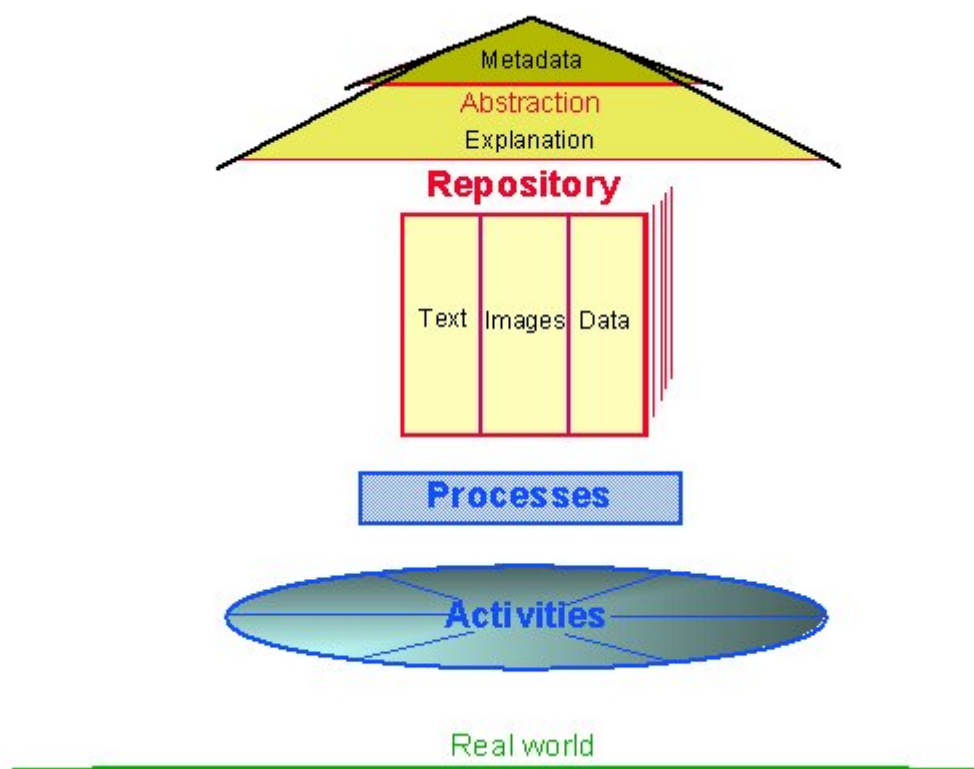 Metadata
Abstraction
Explanation
Repository
Text Images Data
Processes
Activities
Real world